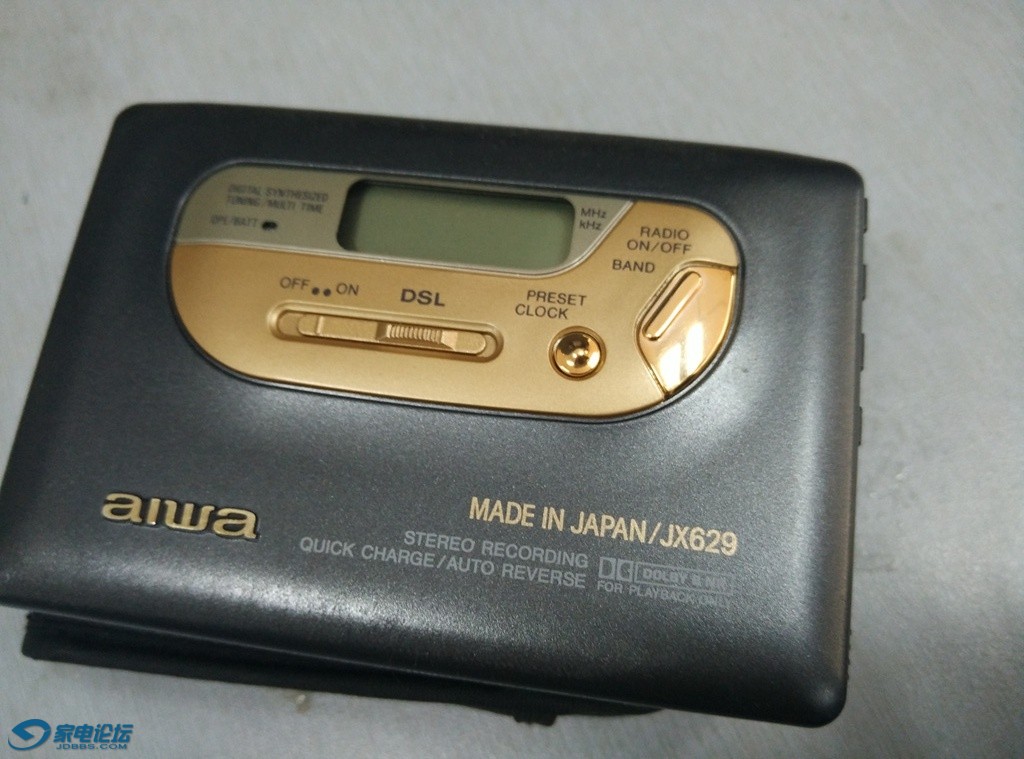 DIGITAL SYNTHESIZED
TUNING/MULTI TIME
OPE/BATT
MHz
kHz
RADIO
ON/OFF
BAND
OFF ON
DSL
PRESET
CLOCK
aiwa
MADE IN JAPAN/JX629
STEREO RECORDING
QUICK CHARGE/AUTO REVERSE
DOLBY B NR
FOR PLAYBACK ONLY
家电论坛
JDBBS.COM